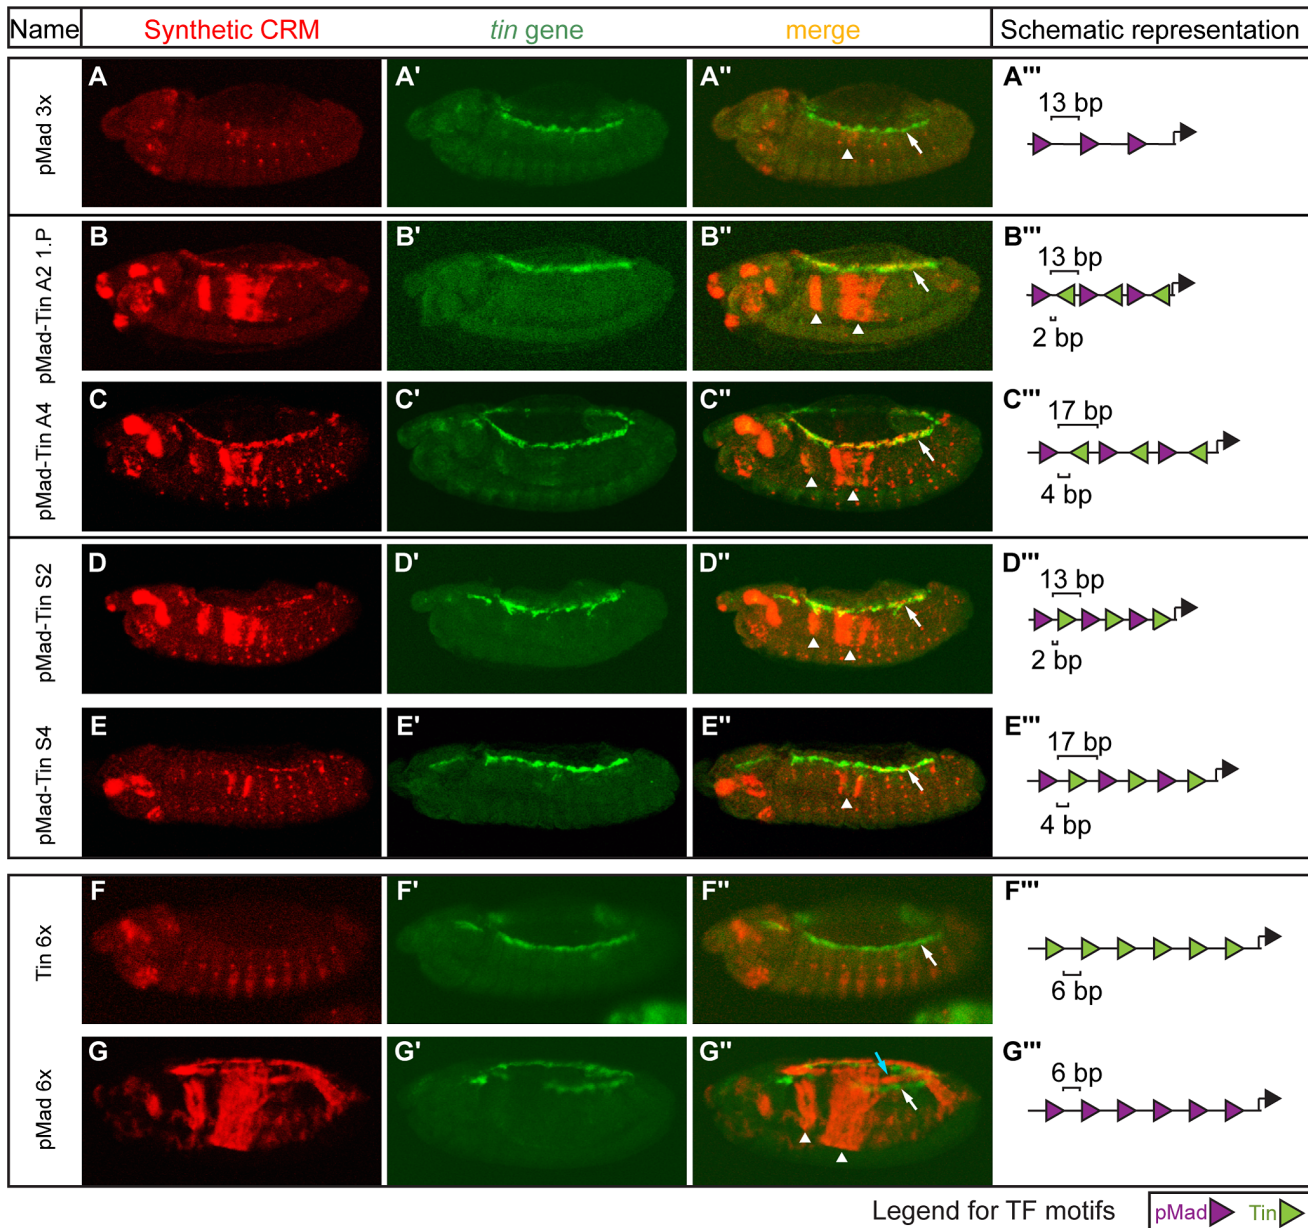 Name Synthetic CRM tin gene merge Schematic representation
pMad 3x
A A' A'' A'''
13 bp
pMad-Tin A2 1.P
B B' B'' B'''
13 bp
2 bp
pMad-Tin A4
C C' C'' C'''
17 bp
4 bp
pMad-Tin S2
D D' D'' D'''
13 bp
2 bp
pMad-Tin S4
E E' E'' E'''
17 bp
4 bp
Tin 6x
F F' F'' F'''
6 bp
pMad 6x
G G' G'' G'''
6 bp
Legend for TF motifs pMad Tin